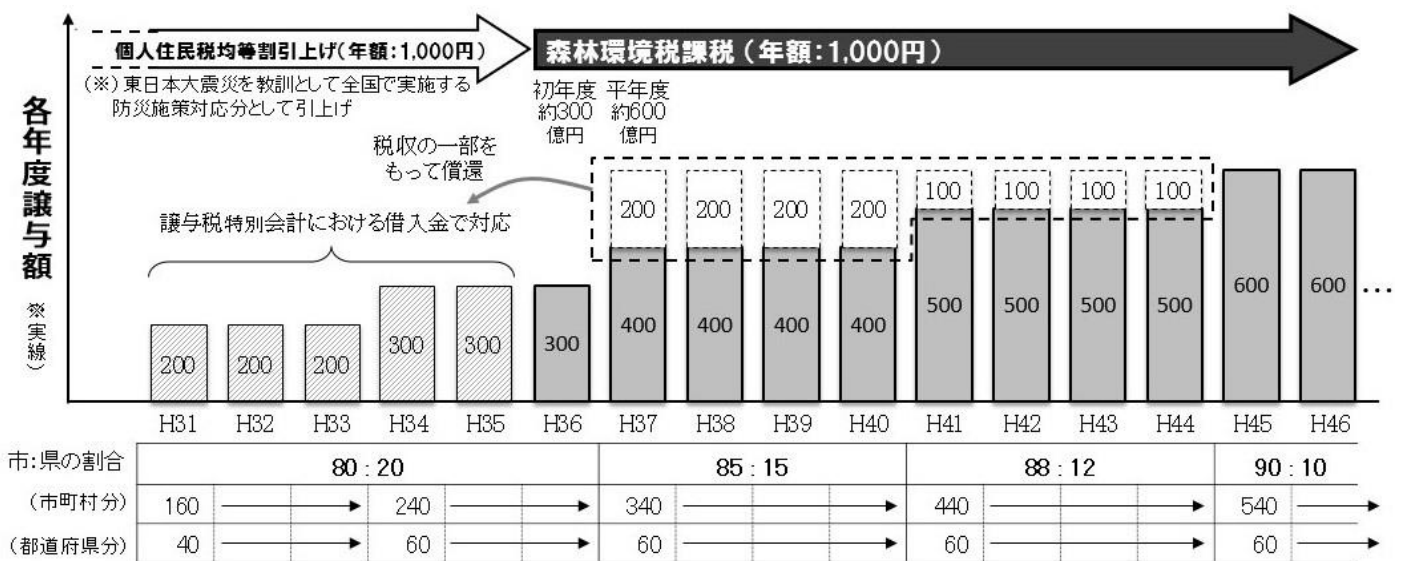 個人住民税均等割引上げ(年額:1,000円)
森林環境税課税(年額:1,000円)
(※)東日本大震災を教訓として全国で実施する
防災施策対応分として引上げ
初年度
約300
億円
平年度
約600
億円
各年度譲与額
(※実線)
税収の一部を
もって償還
譲与税特別会計における借入金で対応
200 200 200 300 300 300
200 200 200 200 100 100 100 100
400 400 400 400 500 500 500 500 600 600 ...
H31 H32 H33 H34 H35 H36 H37 H38 H39 H40 H41 H42 H43 H44 H45 H46
市:県の割合 80:20 85:15 88:12 90:10
(市町村分) 160 240 340 440 540
(都道府県分) 40 60 60 60 60